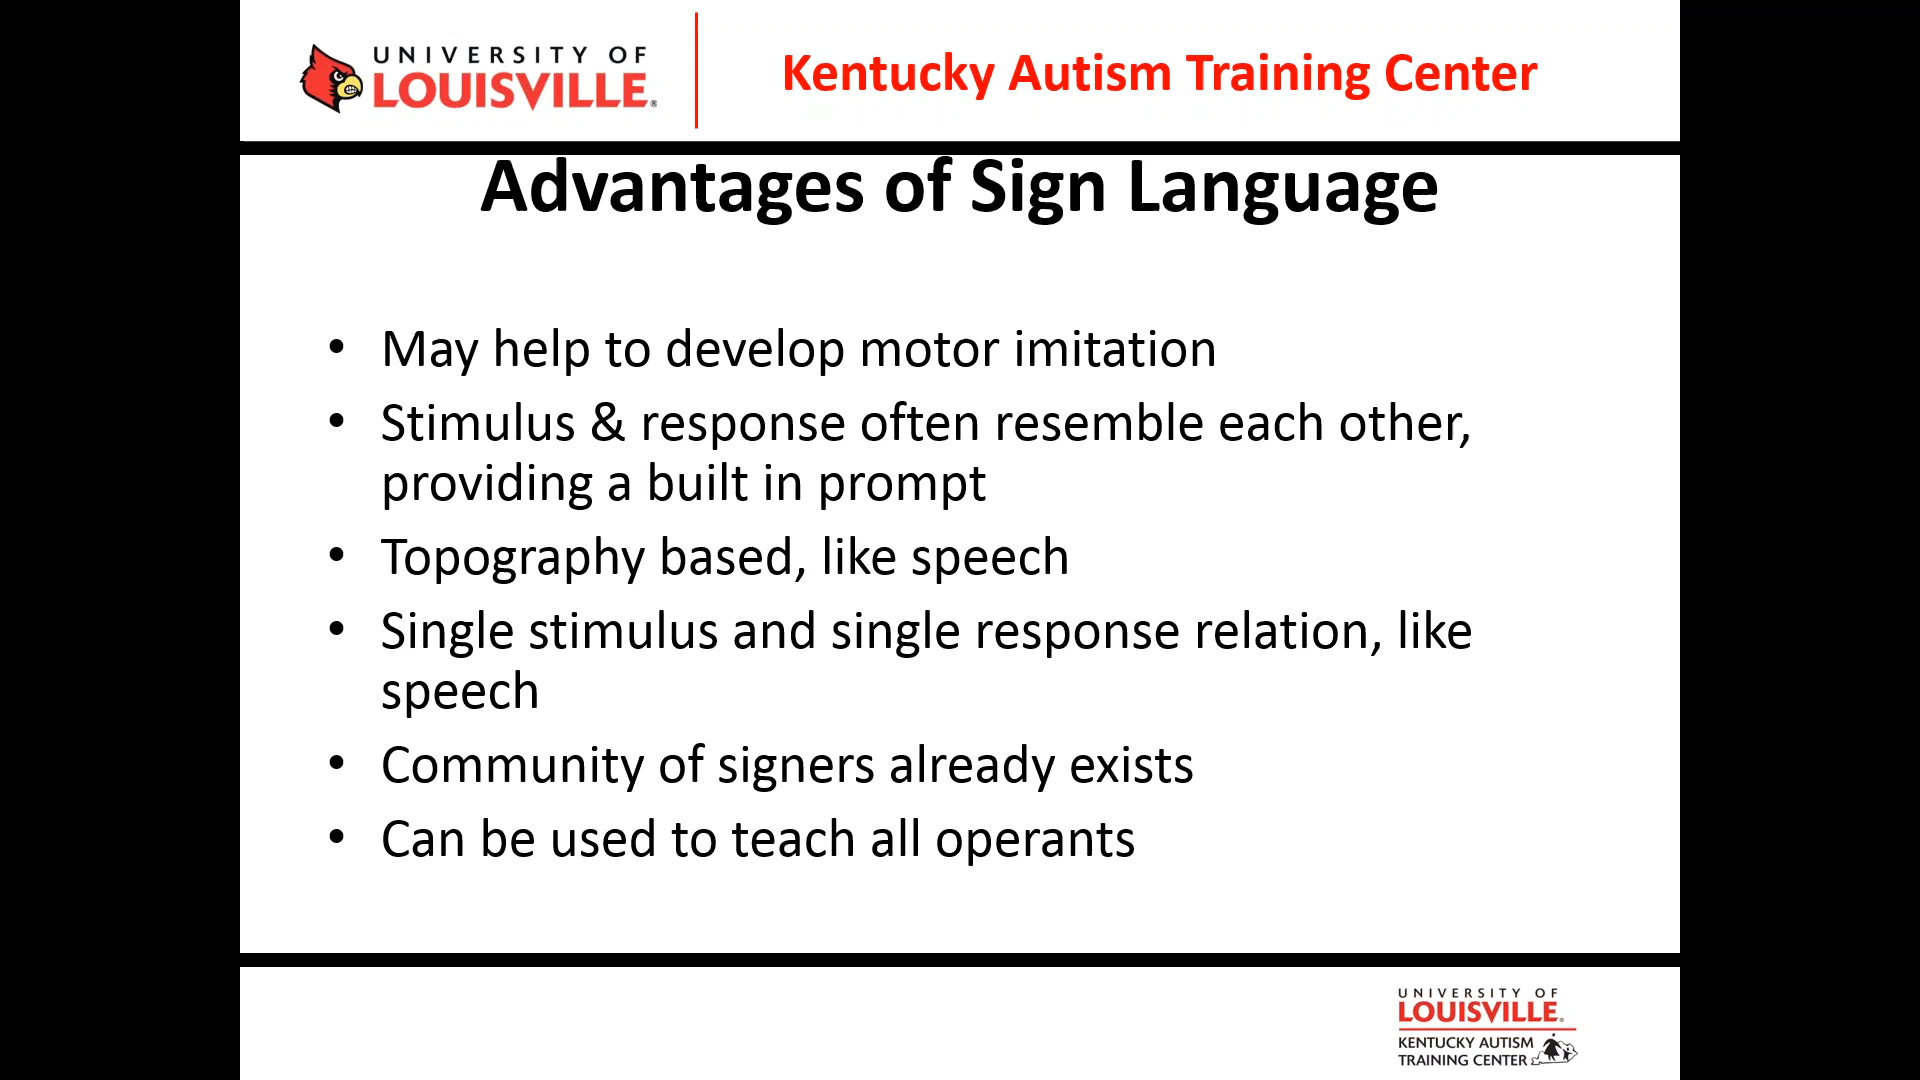 UNIVERSITY OF
LOUISVILLE®
Kentucky Autism Training Center
Advantages of Sign Language
• May help to develop motor imitation
• Stimulus & response often resemble each other,
providing a built in prompt
• Topography based, like speech
• Single stimulus and single response relation, like
speech
• Community of signers already exists
• Can be used to teach all operants
UNIVERSITY OF
LOUISVILLE®
KENTUCKY AUTISM
TRAINING CENTER